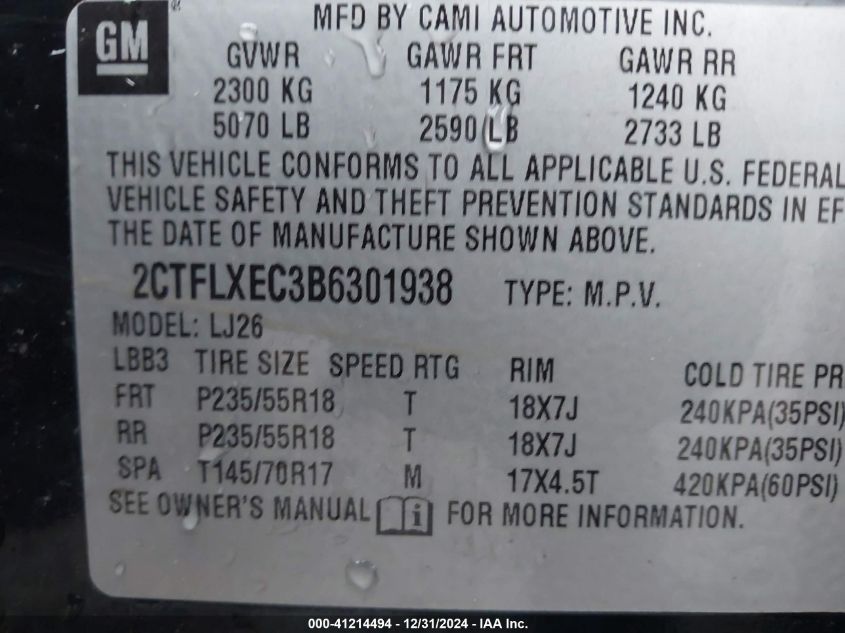 GM
®
MFD BY CAMI AUTOMOTIVE INC.
GVWR GAWR FRT GAWR RR
2300 KG 1175 KG 1240 KG
5070 LB 2590 LB 2733 LB
THIS VEHICLE CONFORMS TO ALL APPLICABLE U.S. FEDERAL
VEHICLE SAFETY AND THEFT PREVENTION STANDARDS IN EF
THE DATE OF MANUFACTURE SHOWN ABOVE.
2CTFLXEC3B6301938 TYPE: M.P.V.
MODEL: LJ26
LBB3 TIRE SIZE SPEED RTG RIM COLD TIRE PR
FRT P235/55R18 T 18X7J 240KPA(35PSI)
RR P235/55R18 T 18X7J 240KPA(35PSI)
SPA T145/70R17 M 17X4.5T 420KPA(60PSI)
SEE OWNER'S MANUAL i FOR MORE INFORMATION.
000-41214494 - 12/31/2024 - IAA Inc.